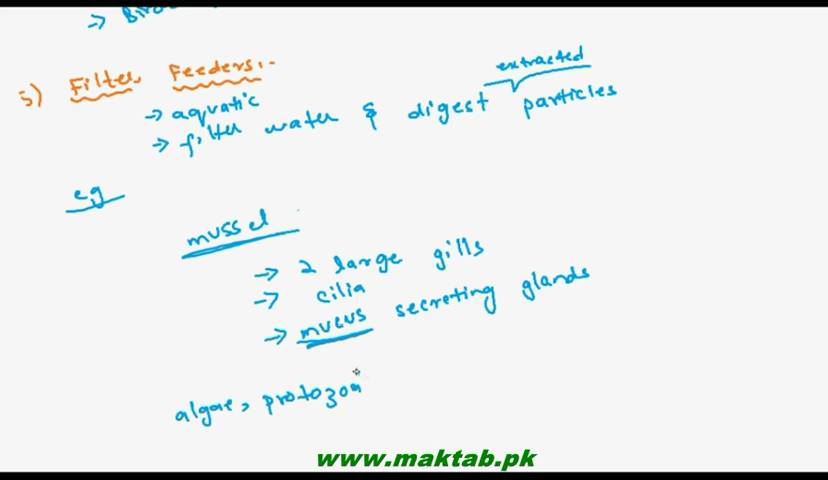 5) Filter Feeders:-
→ aquatic
extracted
→ filter water & digest particles
eg
mussel
→ 2 large gills
→ cilia
→ mucus secreting glands
algae, protozoa
www.maktab.pk